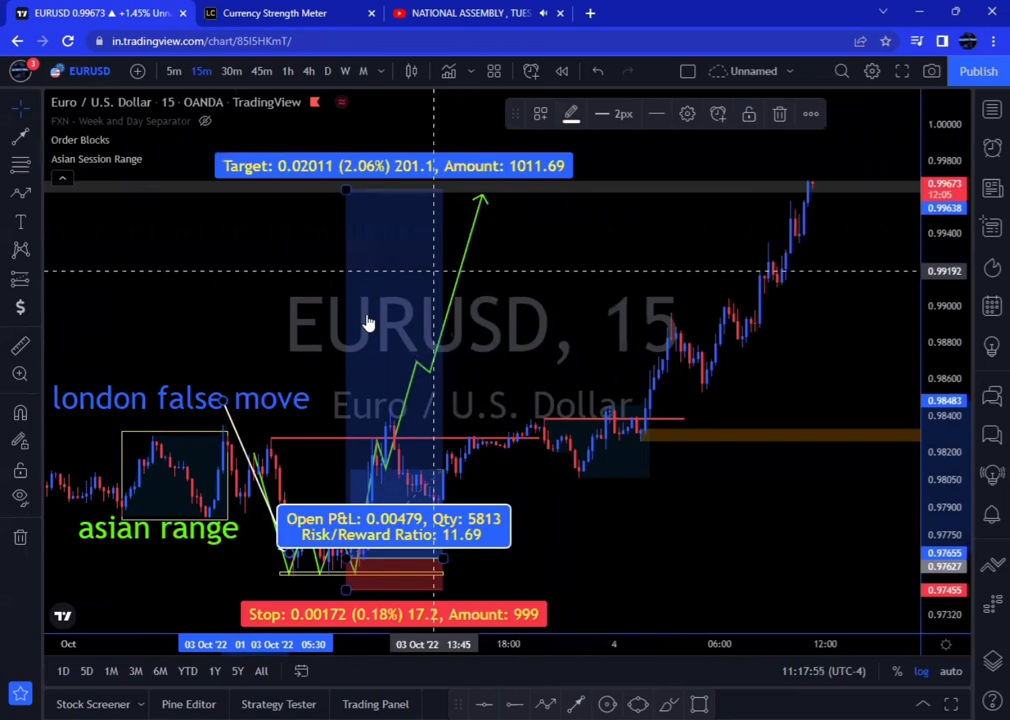 EURUSD 0.99673 ▲ +1.45% Unn
Currency Strength Meter
NATIONAL ASSEMBLY , TUES
in.tradingview.com/chart/85I5HKmT/
3
EURUSD
5m 15m 30m 45m 1h 4h D W M
Unnamed
Publish
Euro / U.S. Dollar · 15 · OANDA · TradingView
FXN - Week and Day Separator
Order Blocks
Asian Session Range
2px
Target: 0.02011 (2.06%) 201.1, Amount: 1011.69
EURUSD, 15
Euro / U.S. Dollar
london false move
asian range
Open P&L: 0.00479, Qty: 5813
Risk/Reward Ratio: 11.69
Stop: 0.00172 (0.18%) 17.2, Amount: 999
1.00000
0.99800
0.99673
12:05
0.99638
0.99400
0.99192
0.99000
0.98800
0.98600
0.98483
0.98400
0.98200
0.98050
0.97900
0.97750
0.97655
0.97627
0.97455
0.97320
Oct
03 Oct '22
01
03 Oct '22 05:30
03 Oct '22 13:45
18:00
4
06:00
12:00
1D 5D 1M 3M 6M YTD 1Y 5Y All
11:17:55 (UTC-4)
% log auto
Stock Screener
Pine Editor
Strategy Tester
Trading Panel